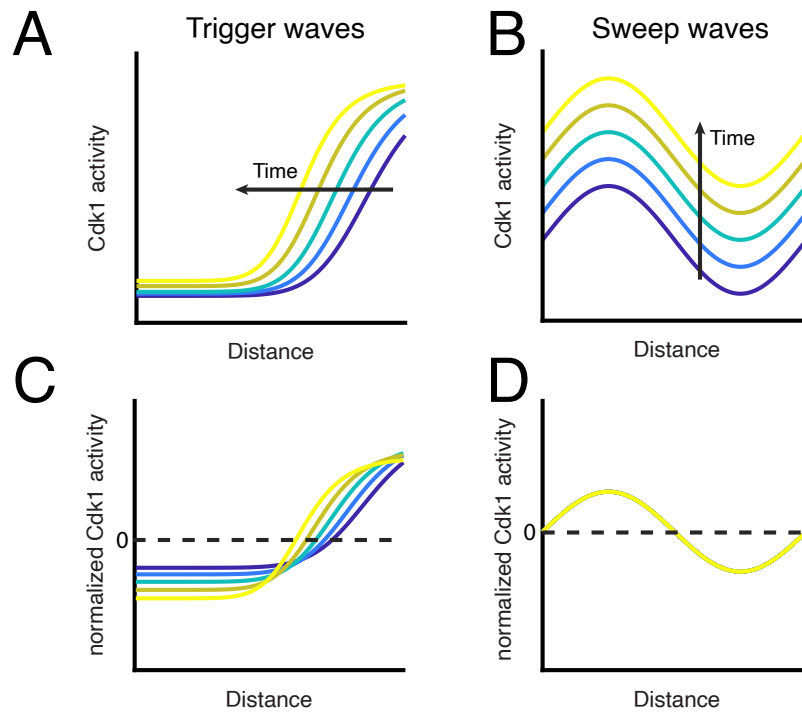 A
Trigger waves
Cdk1 activity
Time
Distance
B
Sweep waves
Cdk1 activity
Time
Distance
C
normalized Cdk1 activity
0
Distance
D
normalized Cdk1 activity
0
Distance